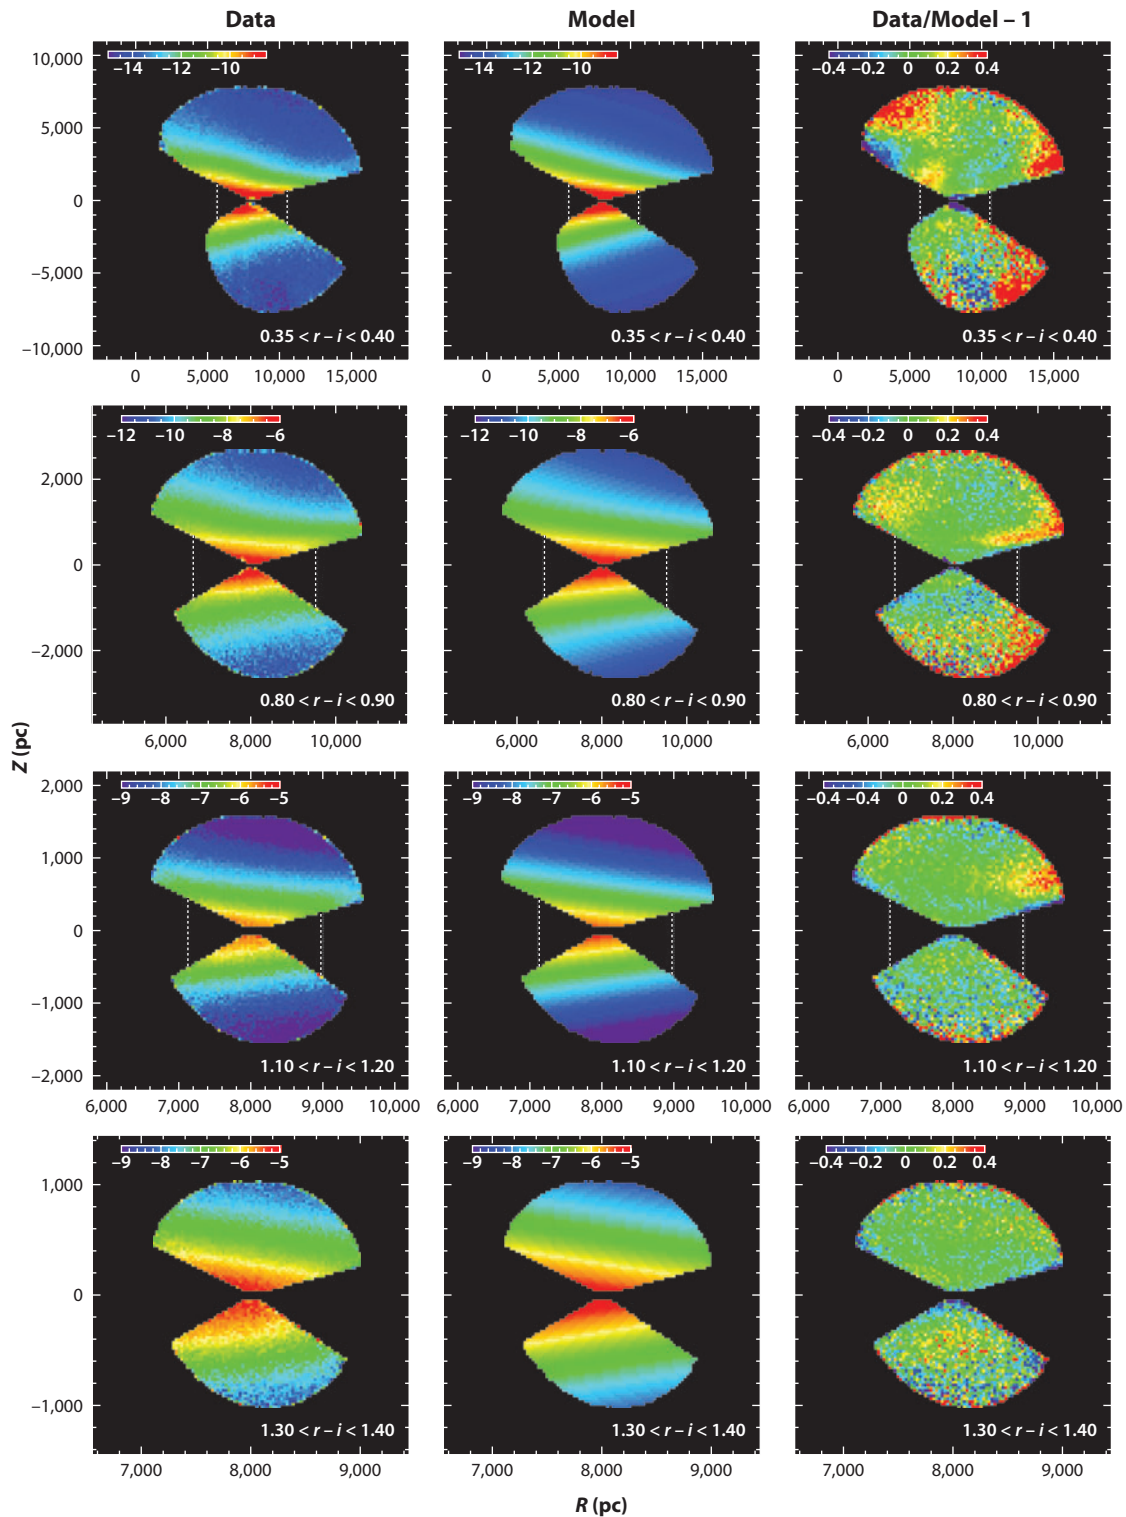 Data Model Data/Model – 1
–14 –12 –10 –14 –12 –10 –0.4 –0.2 0 0.2 0.4
10,000
5,000
0
–5,000
–10,000
0.35 < r – i < 0.40 0.35 < r – i < 0.40 0.35 < r – i < 0.40
0 5,000 10,000 15,000 0 5,000 10,000 15,000 0 5,000 10,000 15,000
–12 –10 –8 –6 –12 –10 –8 –6 –0.4 –0.2 0 0.2 0.4
2,000
0
–2,000
0.80 < r – i < 0.90 0.80 < r – i < 0.90 0.80 < r – i < 0.90
6,000 8,000 10,000 6,000 8,000 10,000 6,000 8,000 10,000
Z (pc)
–9 –8 –7 –6 –5 –9 –8 –7 –6 –5 –0.4 –0.2 0 0.2 0.4
2,000
1,000
0
–1,000
–2,000
1.10 < r – i < 1.20 1.10 < r – i < 1.20 1.10 < r – i < 1.20
6,000 7,000 8,000 9,000 10,000 6,000 7,000 8,000 9,000 10,000 6,000 7,000 8,000 9,000 10,000
–9 –8 –7 –6 –5 –9 –8 –7 –6 –5 –0.4 –0.2 0 0.2 0.4
1,000
0
–1,000
1.30 < r – i < 1.40 1.30 < r – i < 1.40 1.30 < r – i < 1.40
7,000 8,000 9,000 7,000 8,000 9,000 7,000 8,000 9,000
R (pc)